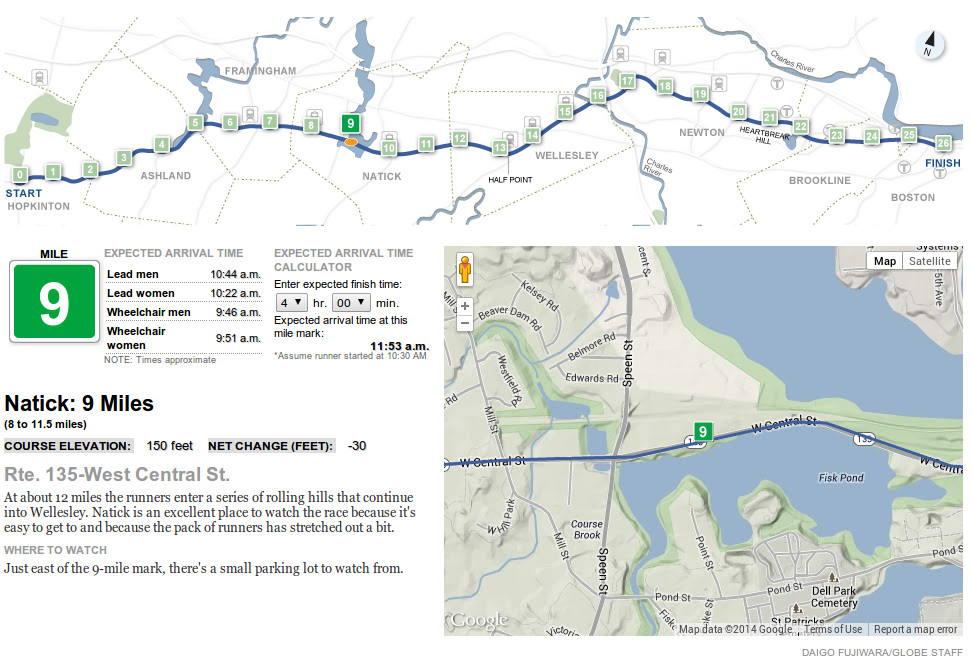 FRAMINGHAM
N
Charles River
0
1
2
3
4
5
6
7
8
9
10
11
12
13
14
15
16
17
18
19
20
21
22
23
24
25
26
START
HOPKINTON
ASHLAND
NATICK
HALF POINT
WELLESLEY
Charles
River
NEWTON
HEARTBREAK
HILL
BROOKLINE
BOSTON
FINISH
T
T
T
T
MILE
9
EXPECTED ARRIVAL TIME
Lead men 10:44 a.m.
Lead women 10:22 a.m.
Wheelchair men 9:46 a.m.
Wheelchair
women 9:51 a.m.
NOTE: Times approximate
EXPECTED ARRIVAL TIME
CALCULATOR
Enter expected finish time:
4 hr. 00 min.
Expected arrival time at this
mile mark:
11:53 a.m.
*Assume runner started at 10:30 AM
Natick: 9 Miles
(8 to 11.5 miles)
COURSE ELEVATION: 150 feet NET CHANGE (FEET): -30
Rte. 135-West Central St.
At about 12 miles the runners enter a series of rolling hills that continue
into Wellesley. Natick is an excellent place to watch the race because it's
easy to get to and because the pack of runners has stretched out a bit.
WHERE TO WATCH
Just east of the 9-mile mark, there's a small parking lot to watch from.
Map Satellite
+
−
5th Ave
Kelsey Rd
Beaver Dam Rd
Belmore Rd
Edwards Rd
Westfield Rd
Mill St
Speen St
9
W Central St
135
W Central St
Fisk Pond
Course
Brook
Mill St
Speen St
Point St
Pond St
Pond St
Dell Park
Cemetery
St Patricks
Google
Map data ©2014 Google
Terms of Use
Report a map error
DAIGO FUJIWARA/GLOBE STAFF